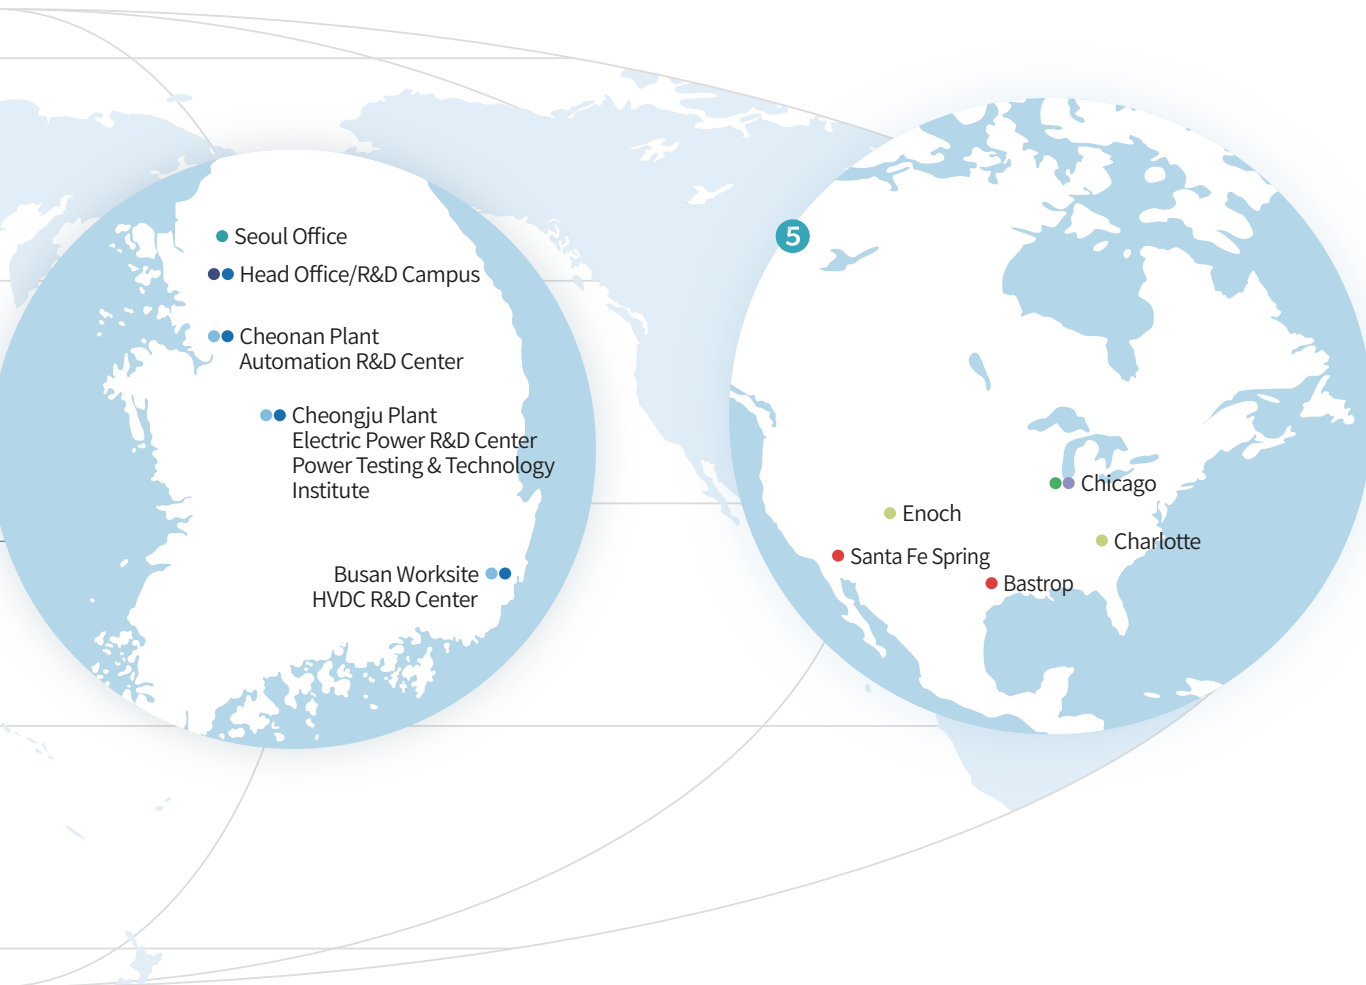 Seoul Office
Head Office/R&D Campus
Cheonan Plant
Automation R&D Center
Cheongju Plant
Electric Power R&D Center
Power Testing & Technology
Institute
Busan Worksite
HVDC R&D Center
5
Chicago
Enoch
Charlotte
Santa Fe Spring
Bastrop